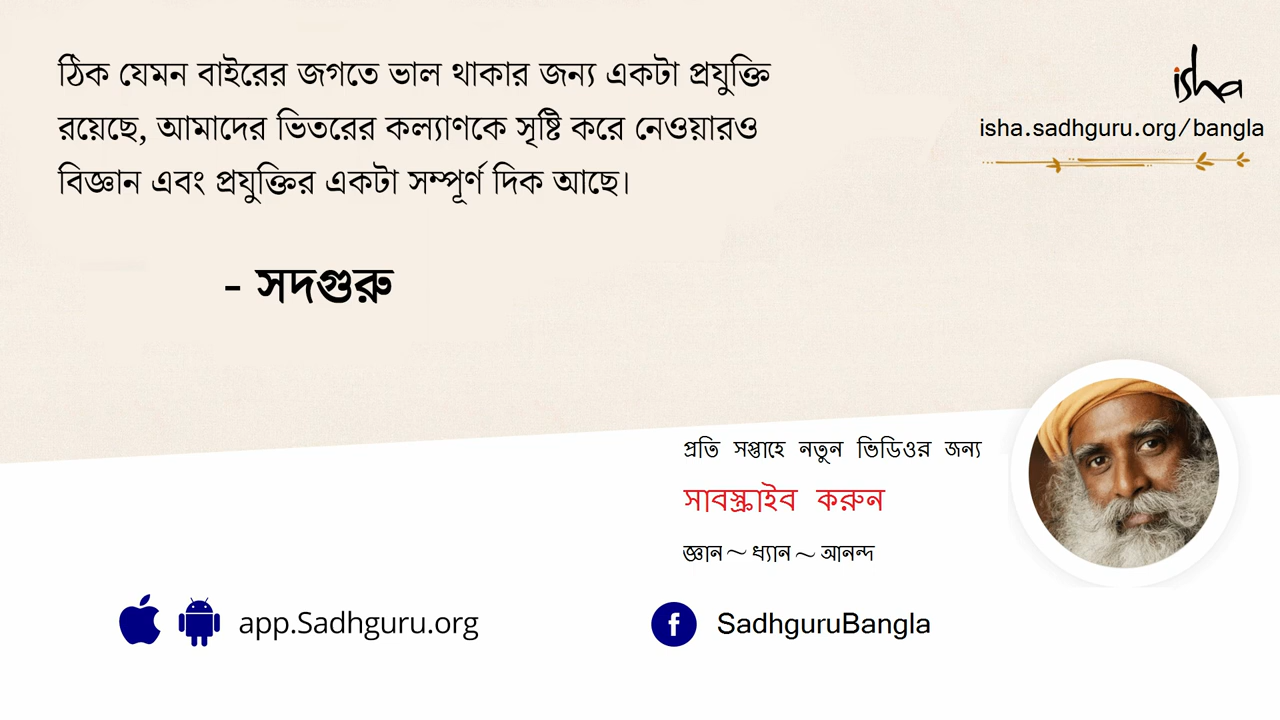 ঠিক যেমন বাইরের জগতে ভাল থাকার জন্য একটা প্রযুক্তি
রয়েছে, আমাদের ভিতরের কল্যাণকে সৃষ্টি করে নেওয়ারও
বিজ্ঞান এবং প্রযুক্তির একটা সম্পূর্ণ দিক আছে।
- সদগুরু
isha
isha.sadhguru.org/bangla
প্রতি সপ্তাহে নতুন ভিডিওর জন্য
সাবস্ক্রাইব করুন
জ্ঞান ~ ধ্যান ~ আনন্দ
app.Sadhguru.org
f SadhguruBangla